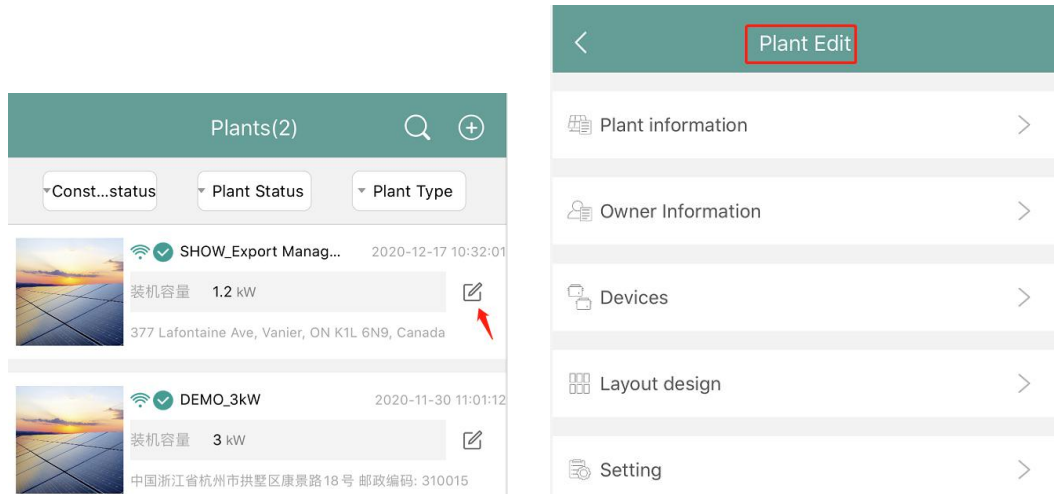 Plants(2)
Const...status Plant Status Plant Type
SHOW_Export Manag... 2020-12-17 10:32:01
装机容量 1.2 kW
377 Lafontaine Ave, Vanier, ON K1L 6N9, Canada
DEMO_3kW 2020-11-30 11:01:12
装机容量 3 kW
中国浙江省杭州市拱墅区康景路18号 邮政编码: 310015
Plant Edit
Plant information
Owner Information
Devices
Layout design
Setting